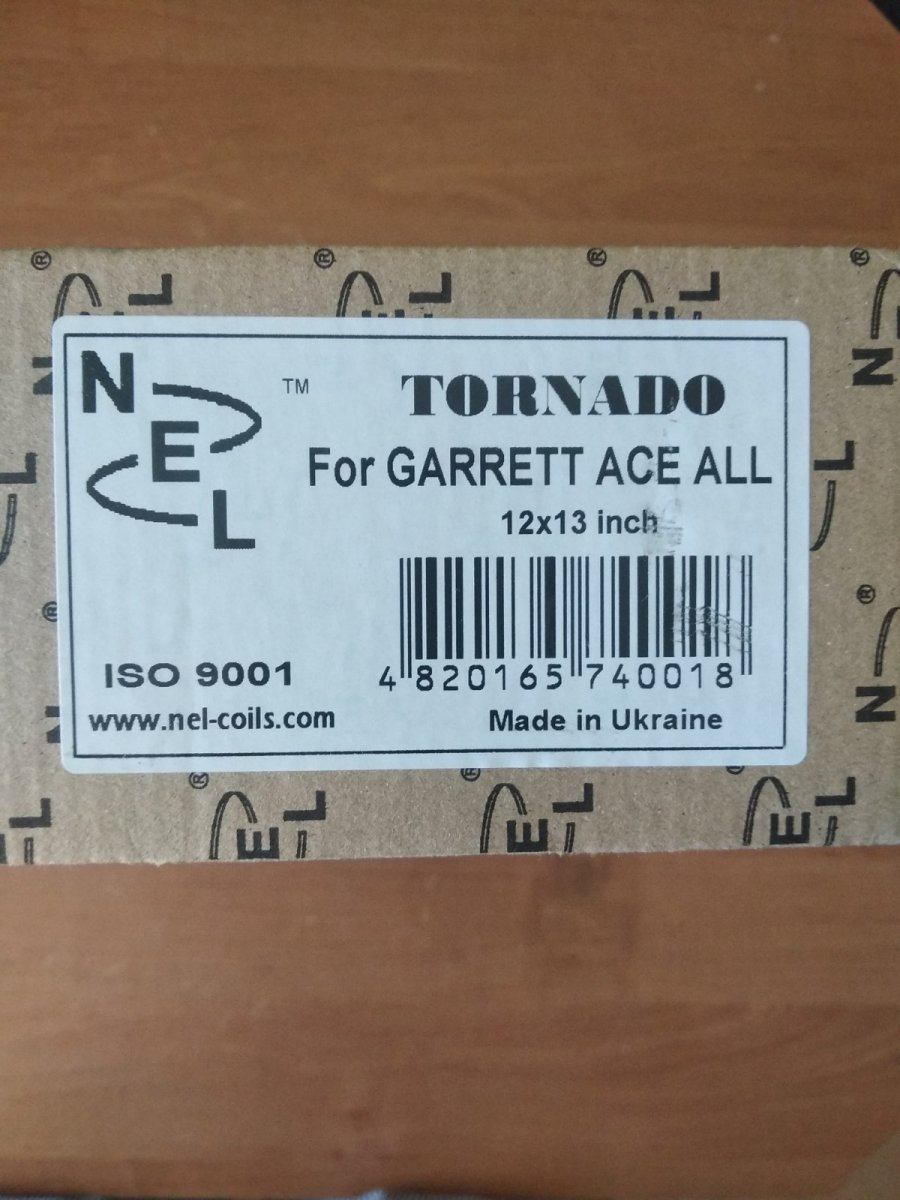 NEL™
TORNADO
For GARRETT ACE ALL
12x13 inch
4 820165 740018
ISO 9001
www.nel-coils.com
Made in Ukraine